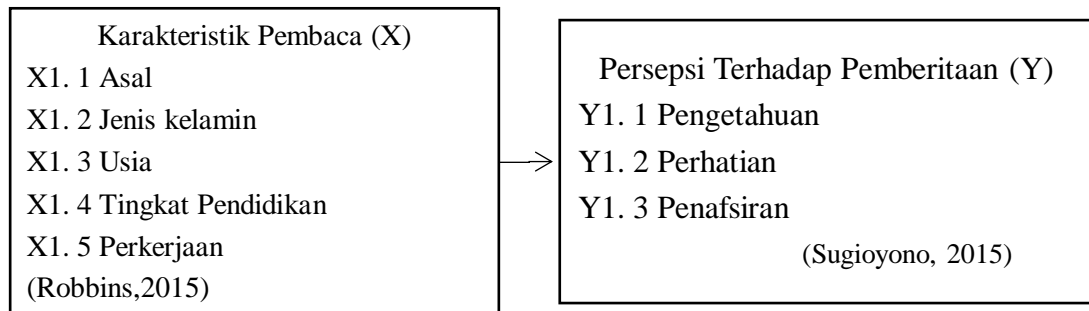 Karakteristik Pembaca (X)
X1. 1 Asal
X1. 2 Jenis kelamin
X1. 3 Usia
X1. 4 Tingkat Pendidikan
X1. 5 Perkerjaan
(Robbins,2015)
Persepsi Terhadap Pemberitaan (Y)
Y1. 1 Pengetahuan
Y1. 2 Perhatian
Y1. 3 Penafsiran
(Sugioyono, 2015)